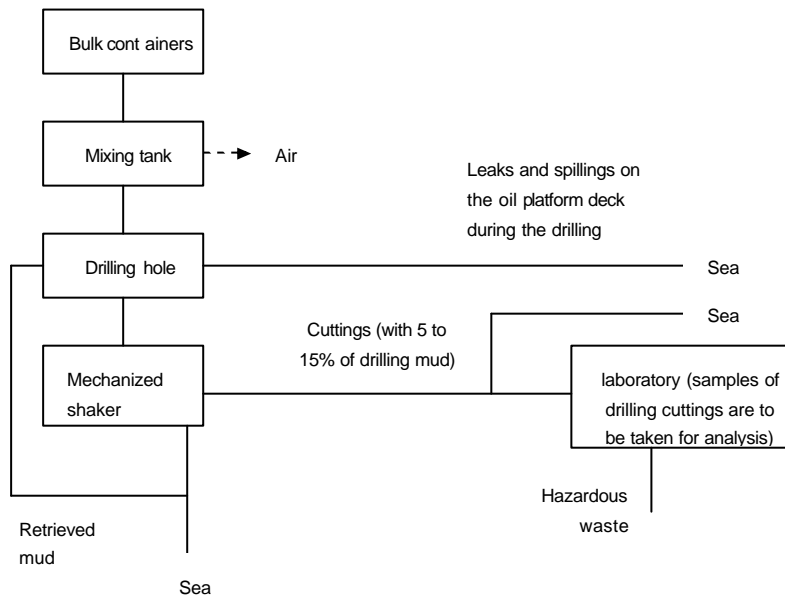 Bulk cont ainers
Mixing tank
Air
Leaks and spillings on
the oil platform deck
during the drilling
Drilling hole
Sea
Sea
Cuttings (with 5 to
15% of drilling mud)
Mechanized
shaker
laboratory (samples of
drilling cuttings are to
be taken for analysis)
Hazardous
waste
Retrieved
mud
Sea